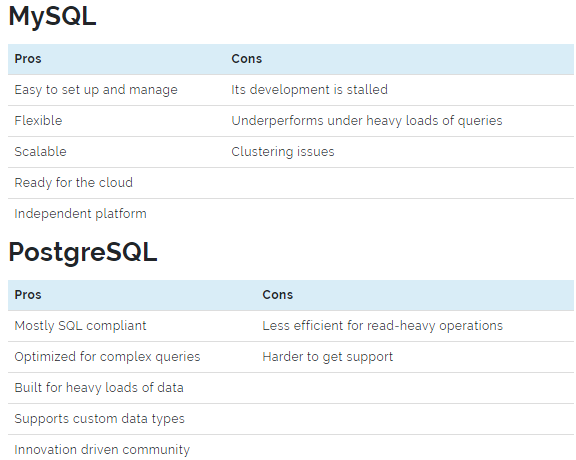 MySQL
Pros Cons
Easy to set up and manage Its development is stalled
Flexible Underperforms under heavy loads of queries
Scalable Clustering issues
Ready for the cloud
Independent platform
PostgreSQL
Pros Cons
Mostly SQL compliant Less efficient for read-heavy operations
Optimized for complex queries Harder to get support
Built for heavy loads of data
Supports custom data types
Innovation driven community